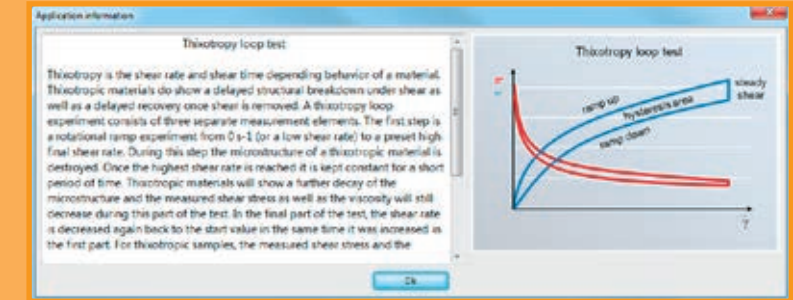 Application information
Thixotropy loop test
Thixotropy is the shear rate and shear time depending behavior of a material.
Thixotropic materials do show a delayed structural breakdown under shear as
well as a delayed recovery once shear is removed. A thixotropy loop
experiment consists of three separate measurement elements. The first step is
a rotational ramp experiment from 0 s-1 (or a low shear rate) to a preset high
final shear rate. During this step the microstructure of a thixotropic material is
destroyed. Once the highest shear rate is reached it is kept constant for a short
period of time. Thixotropic materials will show a further decay of the
microstructure and the measured shear stress as well as the viscosity will still
decrease during this part of the test. In the final part of the test, the shear rate
is decreased again back to the start value in the same time it was increased in
the first part. For thixotropic samples, the measured shear stress and the
Ok
Thixotropy loop test
steady
shear
ramp up
hysteresis area
ramp down
γ̇